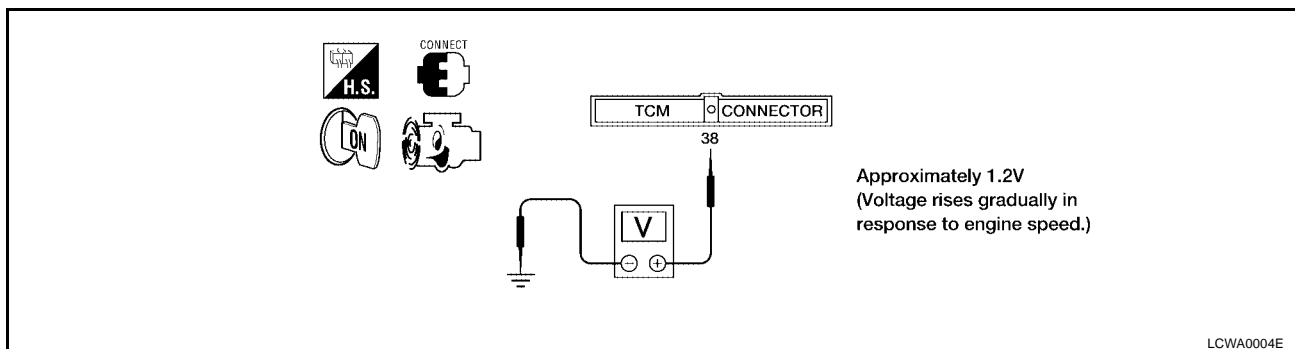 CONNECT
H.S.
ON
TCM CONNECTOR
38
V
Approximately 1.2V
(Voltage rises gradually in
response to engine speed.)
LCWA0004E